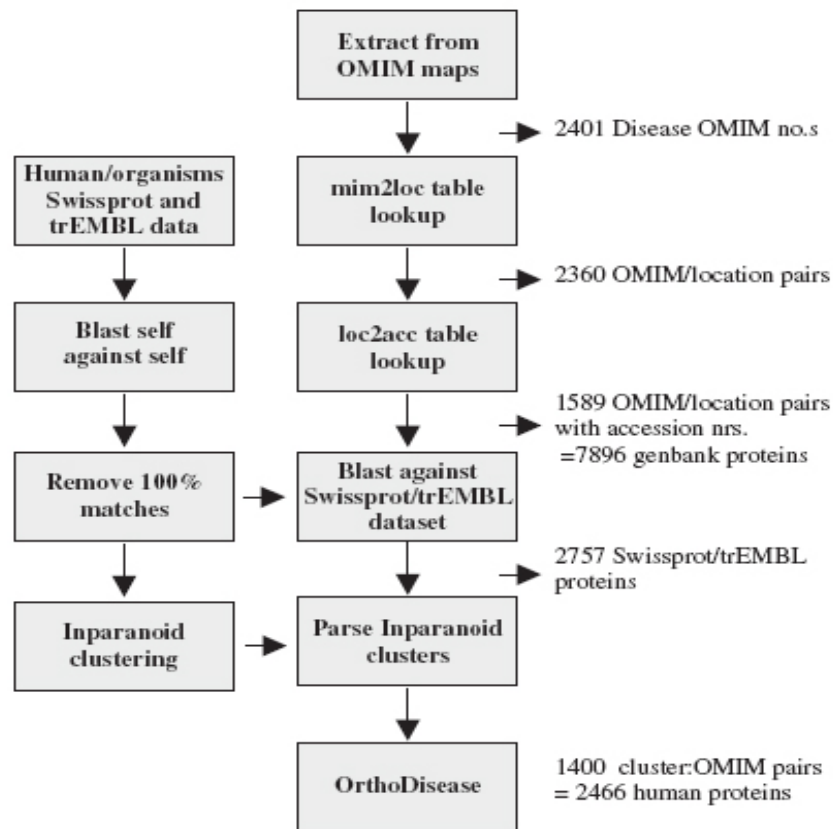 Extract from
OMIM maps
2401 Disease OMIM no.s
Human/organisms
Swissprot and
trEMBL data
mim2loc table
lookup
2360 OMIM/location pairs
Blast self
against self
loc2acc table
lookup
1589 OMIM/location pairs
with accession nrs.
=7896 genbank proteins
Remove 100%
matches
Blast against
Swissprot/trEMBL
dataset
2757 Swissprot/trEMBL
proteins
Inparanoid
clustering
Parse Inparanoid
clusters
OrthoDisease
1400 cluster:OMIM pairs
= 2466 human proteins